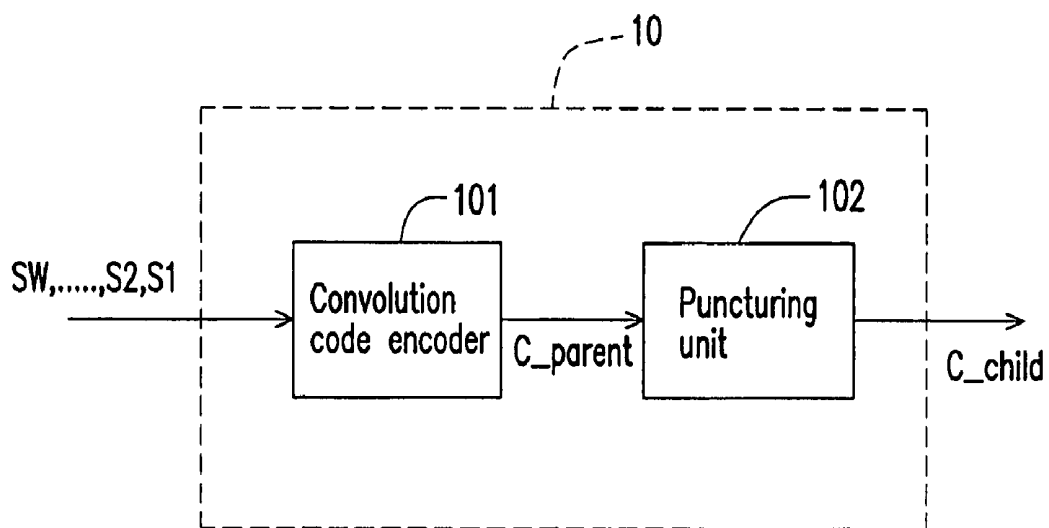 10
101
102
SW,.....,S2,S1
Convolution
code encoder
C_parent
Puncturing
unit
C_child